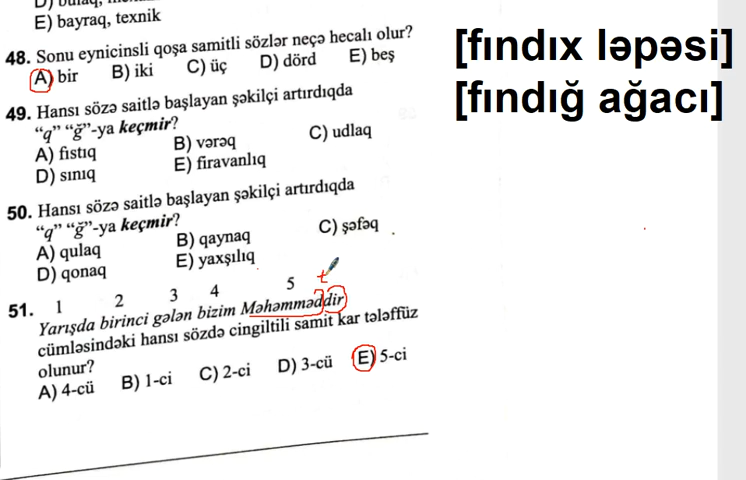 E) bayraq, texnik
48. Sonu eynicinsli qoşa samitli sözlər neçə hecalı olur?
A) bir B) iki C) üç D) dörd E) beş
49. Hansı sözə saitlə başlayan şəkilçi artırdıqda
“q” “ğ”-ya keçmir?
A) fıstıq B) vərəq C) udlaq
D) sınıq E) firavanlıq
50. Hansı sözə saitlə başlayan şəkilçi artırdıqda
“q” “ğ”-ya keçmir?
A) qulaq B) qaynaq C) şəfəq
D) qonaq E) yaxşılıq
51. 1 2 3 4 5 t
Yarışda birinci gələn bizim Məhəmməddir
cümləsindəki hansı sözdə cingiltili samit kar tələffüz
olunur?
A) 4-cü B) 1-ci C) 2-ci D) 3-cü E) 5-ci
[fındıx ləpəsi]
[fındığ ağacı]